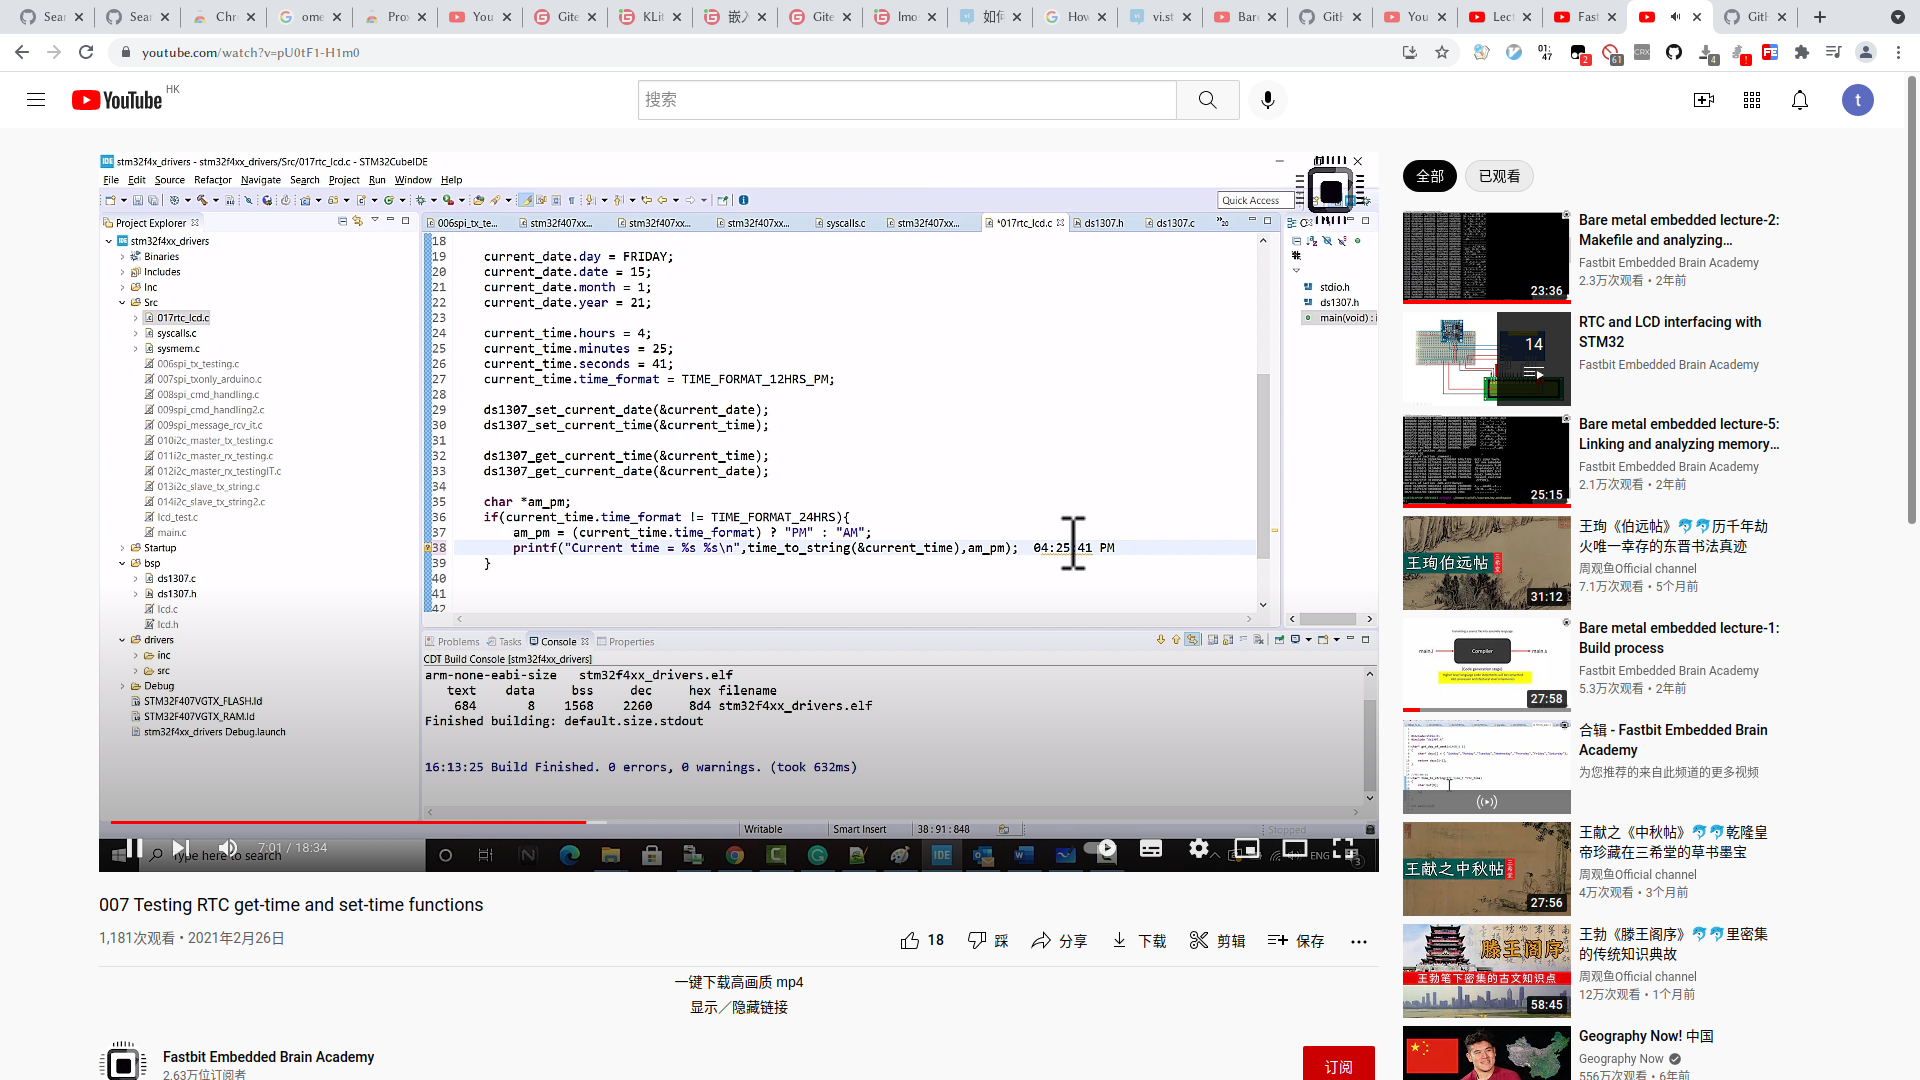 Sear
Sear
Chr
ome
Prox
You
Gite
KLit
嵌入
Gite
Imo
如何
How
vi.st
Bare
Gith
You
Lect
Fast
Gith
youtube.com/watch?v=pU0tF1-H1m0
YouTube HK
搜索
t
stm32f4x_drivers - stm32f4xx_drivers/Src/017rtc_lcd.c - STM32CubeIDE
File Edit Source Refactor Navigate Search Project Run Window Help
Quick Access
Project Explorer
006spi_tx_te...
stm32f407xx...
stm32f407xx...
stm32f407xx...
syscalls.c
stm32f407xx...
*017rtc_lcd.c
ds1307.h
ds1307.c
stm32f4xx_drivers
Binaries
Includes
Inc
Src
017rtc_lcd.c
syscalls.c
sysmem.c
006spi_tx_testing.c
007spi_txonly_arduino.c
008spi_cmd_handling.c
009spi_cmd_handling2.c
009spi_message_rcv_it.c
010i2c_master_tx_testing.c
011i2c_master_rx_testing.c
012i2c_master_rx_testingIT.c
013i2c_slave_tx_string.c
014i2c_slave_tx_string2.c
lcd_test.c
main.c
Startup
bsp
ds1307.c
ds1307.h
lcd.c
lcd.h
drivers
inc
src
Debug
STM32F407VGTX_FLASH.ld
STM32F407VGTX_RAM.ld
stm32f4xx_drivers Debug.launch
18
19 current_date.day = FRIDAY;
20 current_date.date = 15;
21 current_date.month = 1;
22 current_date.year = 21;
23
24 current_time.hours = 4;
25 current_time.minutes = 25;
26 current_time.seconds = 41;
27 current_time.time_format = TIME_FORMAT_12HRS_PM;
28
29 ds1307_set_current_date(&current_date);
30 ds1307_set_current_time(&current_time);
31
32 ds1307_get_current_time(&current_time);
33 ds1307_get_current_date(&current_date);
34
35 char *am_pm;
36 if(current_time.time_format != TIME_FORMAT_24HRS){
37 am_pm = (current_time.time_format) ? "PM" : "AM";
38 printf("Current time = %s %s\n",time_to_string(&current_time),am_pm); 04:25:41 PM
39 }
40
41
42
stdio.h
ds1307.h
main(void) : i
Problems Tasks Console Properties
CDT Build Console [stm32f4xx_drivers]
arm-none-eabi-size stm32f4xx_drivers.elf
text data bss dec hex filename
684 8 1568 2260 8d4 stm32f4xx_drivers.elf
Finished building: default.size.stdout
16:13:25 Build Finished. 0 errors, 0 warnings. (took 632ms)
Writable
Smart Insert
38 : 91 : 848
Stopped
7:01 / 18:34
Type here to search
IDE
ENG
007 Testing RTC get-time and set-time functions
1,181次观看 • 2021年2月26日
18
踩
分享
下载
剪辑
保存
一键下载高画质 mp4
显示／隐藏链接
Fastbit Embedded Brain Academy
2.63万位订阅者
订阅
全部
已观看
23:36
Bare metal embedded lecture-2:
Makefile and analyzing…
Fastbit Embedded Brain Academy
2.3万次观看 • 2年前
14
RTC and LCD interfacing with
STM32
Fastbit Embedded Brain Academy
25:15
Bare metal embedded lecture-5:
Linking and analyzing memory…
Fastbit Embedded Brain Academy
2.1万次观看 • 2年前
王珣伯远帖
31:12
王珣《伯远帖》🐬🐬历千年劫
火唯一幸存的东晋书法真迹
周观鱼Official channel
7.1万次观看 • 5个月前
main.i
Compiler
main.s
27:58
Bare metal embedded lecture-1:
Build process
Fastbit Embedded Brain Academy
5.3万次观看 • 2年前
合辑 - Fastbit Embedded Brain
Academy
为您推荐的来自此频道的更多视频
王献之中秋帖
27:56
王献之《中秋帖》🐬🐬乾隆皇
帝珍藏在三希堂的草书墨宝
周观鱼Official channel
4万次观看 • 3个月前
滕王阁序
王勃笔下密集的古文知识点
58:45
王勃《滕王阁序》🐬🐬里密集
的传统知识典故
周观鱼Official channel
12万次观看 • 1个月前
Geography Now! 中国
Geography Now
556万次观看 • 6年前